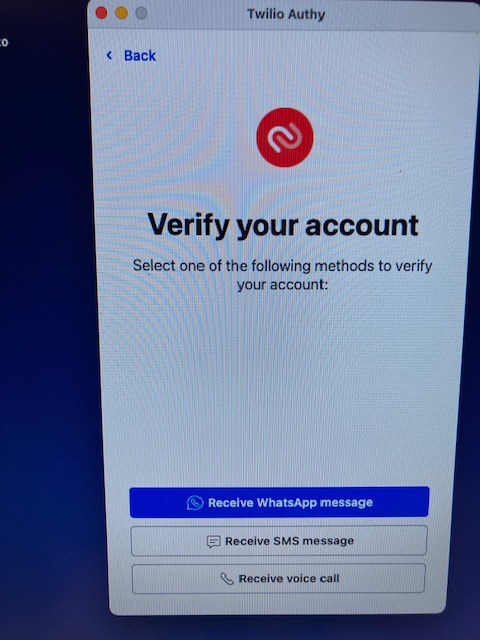 Twilio Authy
Back
Verify your account
Select one of the following methods to verify
your account:
Receive WhatsApp message
Receive SMS message
Receive voice call